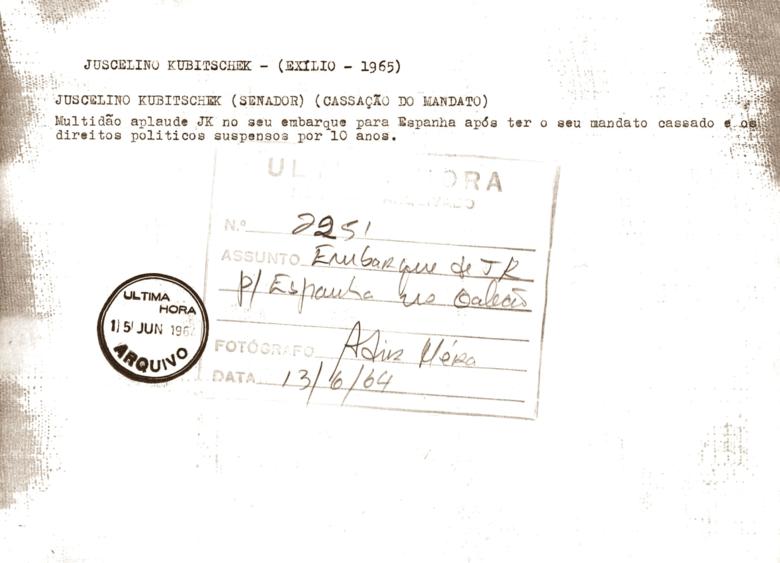 JUSCELINO KUBITSCHEK - (EXÍLIO - 1965)
JUSCELINO KUBITSCHEK (SENADOR) (CASSAÇÃO DO MANDATO)
Multidão aplaude JK no seu embarque para Espanha após ter o seu mandato cassado e os
direitos politicos suspensos por 10 anos.
UL ORA
N.º 2251
ASSUNTO Embarque de JK
p/ Espanha no Galeão
ULTIMA
HORA
15 JUN 196
ARQUIVO
FOTÓGRAFO
DATA 13/6/64